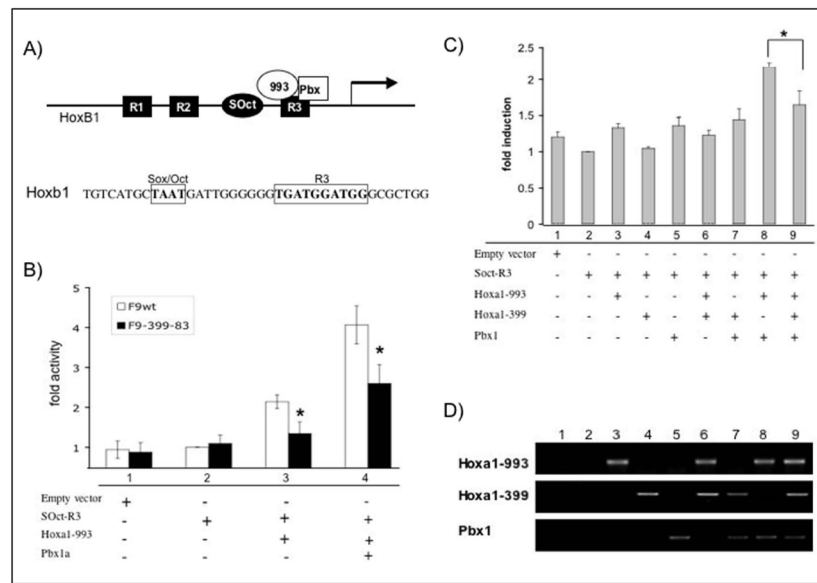 A)
993
Pbx
HoxB1
R1
R2
SOct
R3
Sox/Oct
R3
Hoxb1
TGTCATGCTAATGATTGGGGGGTGATGGATGGGCGCTGG
B)
F9wt
F9-399-83
fold activity
5
4
3
2
1
*
*
1 2 3 4
Empty vector + - - -
SOct-R3 - + + +
Hoxa1-993 - - + +
Pbx1a - - - +
C)
*
fold induction
2.5
2
1.5
1
0.5
0
1 2 3 4 5 6 7 8 9
Empty vector + - - - - - - - -
Soct-R3 - + + + + + + + +
Hoxa1-993 - - + - - + - + +
Hoxa1-399 - - - + - + + - +
Pbx1 - - - - + - + + +
D)
1 2 3 4 5 6 7 8 9
Hoxa1-993
Hoxa1-399
Pbx1